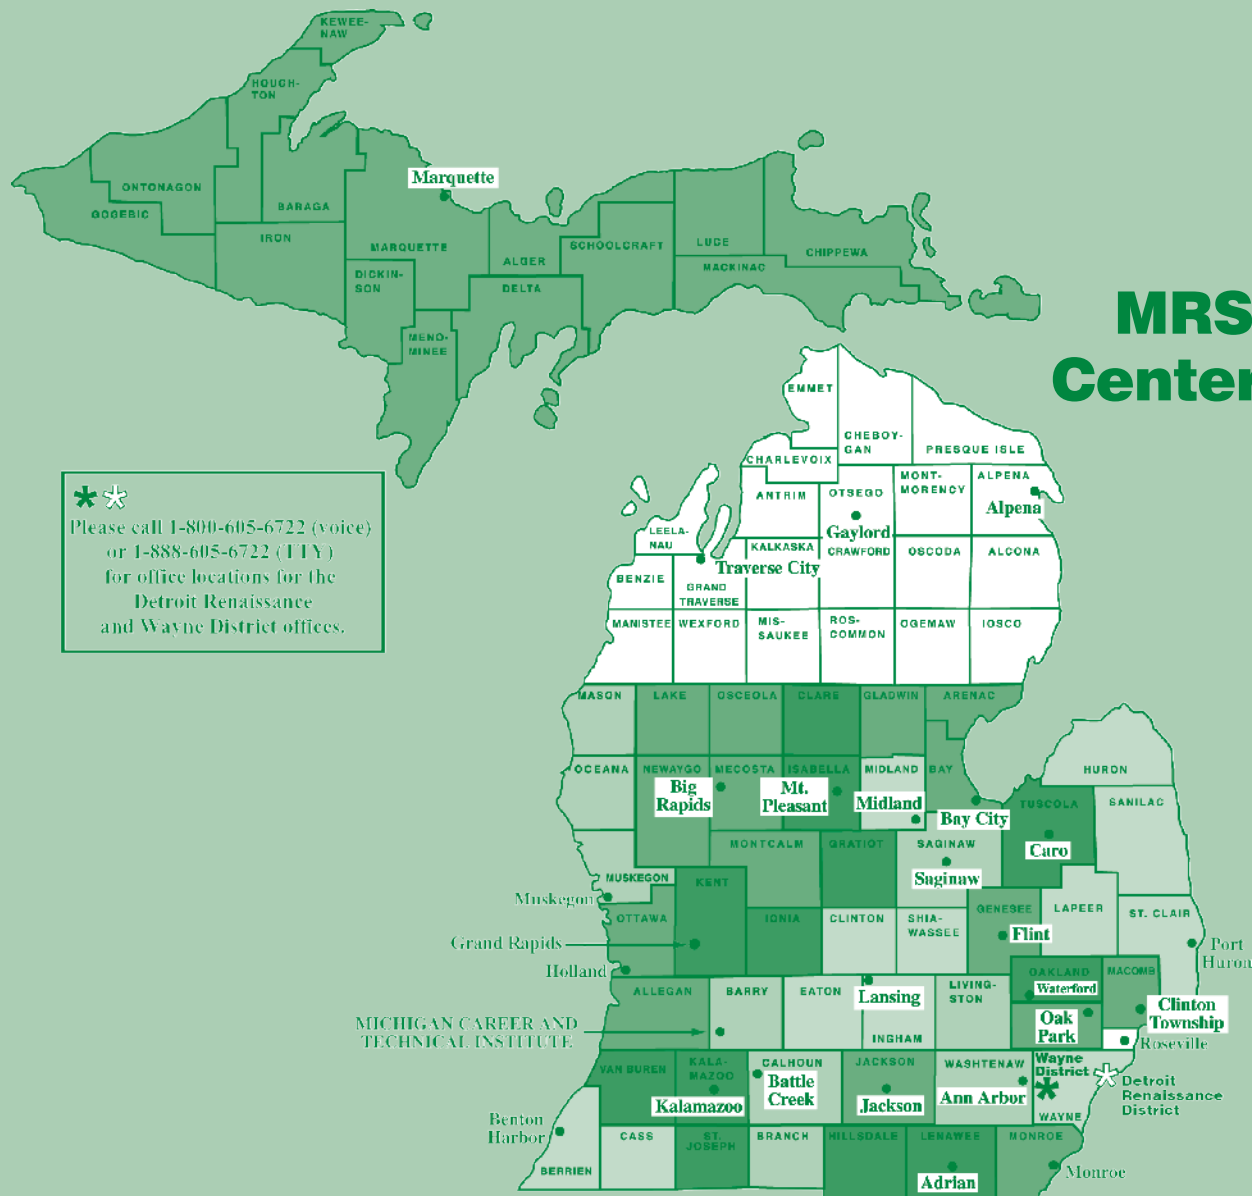 KEWEE-
NAW
HOUGH-
TON
ONTONAGON
GOGEBIC
BARAGA
IRON
Marquette
MARQUETTE
DICKIN-
SON
MENO-
MINEE
ALGER
DELTA
SCHOOLCRAFT
LUCE
MACKINAC
CHIPPEWA
MRS
Center
Please call 1-800-605-6722 (voice)
or 1-888-605-6722 (TTY)
for office locations for the
Detroit Renaissance
and Wayne District offices.
EMMET
CHEBOY-
GAN
PRESQUE ISLE
CHARLEVOIX
ANTRIM
OTSEGO
Gaylord
MONT-
MORENCY
ALPENA
Alpena
LEELA-
NAU
BENZIE
GRAND
TRAVERSE
Traverse City
KALKASKA
CRAWFORD
OSCODA
ALCONA
MANISTEE
WEXFORD
MIS-
SAUKEE
ROS-
COMMON
OGEMAW
IOSCO
MASON
LAKE
OSCEOLA
CLARE
GLADWIN
ARENAC
OCEANA
NEWAYGO
MECOSTA
Big
Rapids
ISABELLA
Mt.
Pleasant
MIDLAND
Midland
BAY
Bay City
HURON
TUSCOLA
Caro
SANILAC
MONTCALM
GRATIOT
SAGINAW
Saginaw
MUSKEGON
Muskegon
KENT
OTTAWA
Grand Rapids
Holland
IONIA
CLINTON
SHIA-
WASSEE
GENESEE
Flint
LAPEER
ST. CLAIR
Port
Huron
ALLEGAN
BARRY
EATON
Lansing
INGHAM
LIVING-
STON
OAKLAND
Waterford
Oak
Park
MACOMB
Clinton
Township
Roseville
MICHIGAN CAREER AND
TECHNICAL INSTITUTE
VAN BUREN
KALA-
MAZOO
Kalamazoo
CALHOUN
Battle
Creek
JACKSON
Jackson
WASHTENAW
Ann Arbor
Wayne
District
WAYNE
Detroit
Renaissance
District
Benton
Harbor
BERRIEN
CASS
ST.
JOSEPH
BRANCH
HILLSDALE
LENAWEE
Adrian
MONROE
Monroe